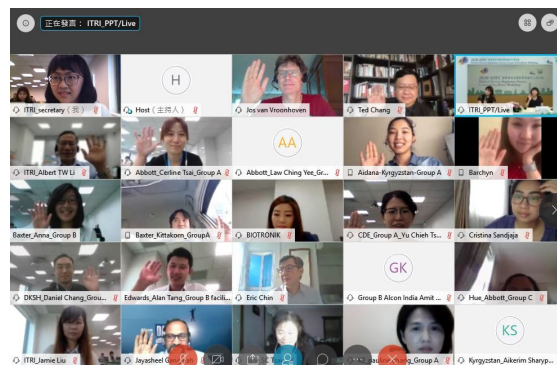 正在發言： ITRI_PPT/Live
ITRI_secretary（我）
H
Host（主持人）
Jos van Vroonhoven
Ted Chang
ITRI_PPT/Live
ITRI_Albert TW Li
Abbott_Cerline Tsai_Group A
AA
Abbott_Law Ching Yee_Gr...
Aidana-Kyrgyzstan-Group A
Barchyn
Baxter_Anna_Group B
Baxter_Kittakorn_GroupA
BIOTRONIK
CDE_Group A_Yu Chieh Ts...
Cristina Sandjaja
DKSH_Daniel Chang_Grou...
Edwards_Alan Tang_Group B facili...
Eric Chin
GK
Group B Alcon India Amit ...
Hue_Abbott_Group C
ITRI_Jamie Liu
Jayasheel
Group A
KS
Kyrgyzstan_Aikerim Sharyp...